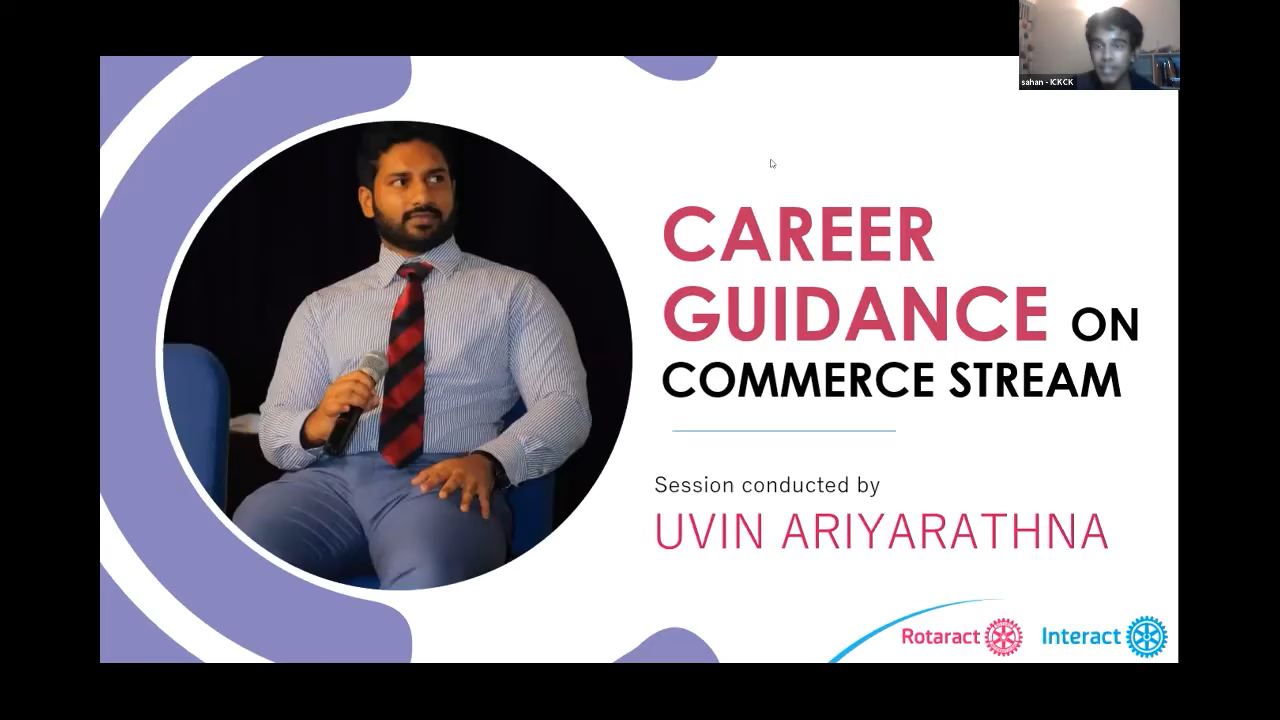 sahan - ICKCK
CAREER
GUIDANCE ON
COMMERCE STREAM
Session conducted by
UVIN ARIYARATHNA
Rotaract Interact